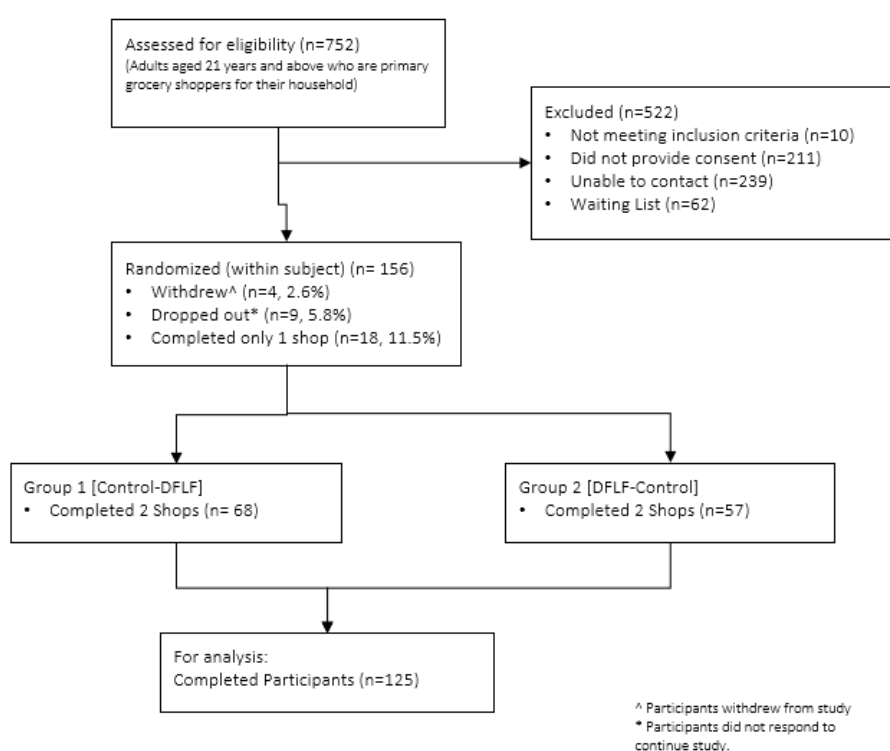 Assessed for eligibility (n=752)
(Adults aged 21 years and above who are primary
grocery shoppers for their household)
Excluded (n=522)
• Not meeting inclusion criteria (n=10)
• Did not provide consent (n=211)
• Unable to contact (n=239)
• Waiting List (n=62)
Randomized (within subject) (n= 156)
• Withdrew^ (n=4, 2.6%)
• Dropped out* (n=9, 5.8%)
• Completed only 1 shop (n=18, 11.5%)
Group 1 [Control-DFLF]
• Completed 2 Shops (n= 68)
Group 2 [DFLF-Control]
• Completed 2 Shops (n=57)
For analysis:
Completed Participants (n=125)
^ Participants withdrew from study
* Participants did not respond to
continue study.